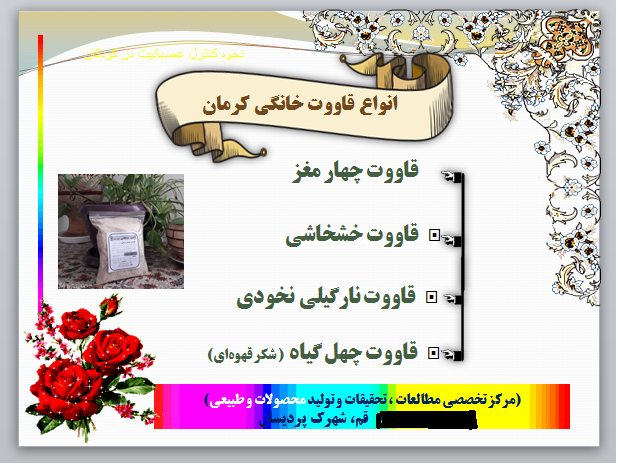 نحوه کنترل عصبانیت در کودکان
انواع قاووت خانگی کرمان
قاووت چهار مغز
قاووت خشخاشی
قاووت نارگیلی نخودی
قاووت چهل گیاه (شکر قهوه‌ای)
(مرکز تخصصی مطالعات ، تحقیقات و تولید محصولات و طبیعی)
قم، شهرک پردیسان